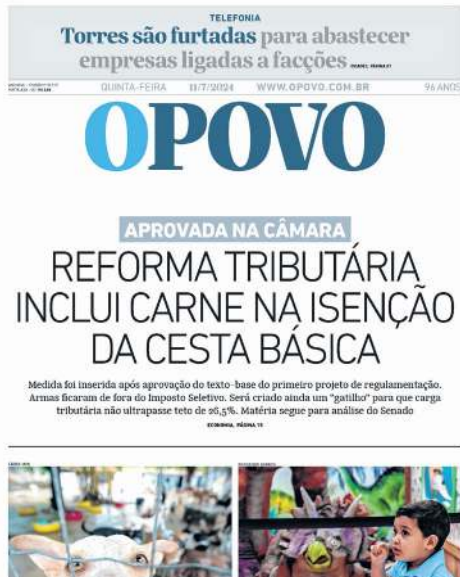 TELEFONIA
Torres são furtadas para abastecer
empresas ligadas a facções
QUINTA-FEIRA 11/7/2024 WWW.OPOVO.COM.BR 96 ANOS
O POVO
APROVADA NA CÂMARA
REFORMA TRIBUTÁRIA
INCLUI CARNE NA ISENÇÃO
DA CESTA BÁSICA
Medida foi inserida após aprovação do texto-base do primeiro projeto de regulamentação.
Armas ficaram de fora do Imposto Seletivo. Será criado ainda um "gatilho" para que carga
tributária não ultrapasse teto de 26,5%. Matéria segue para análise do Senado